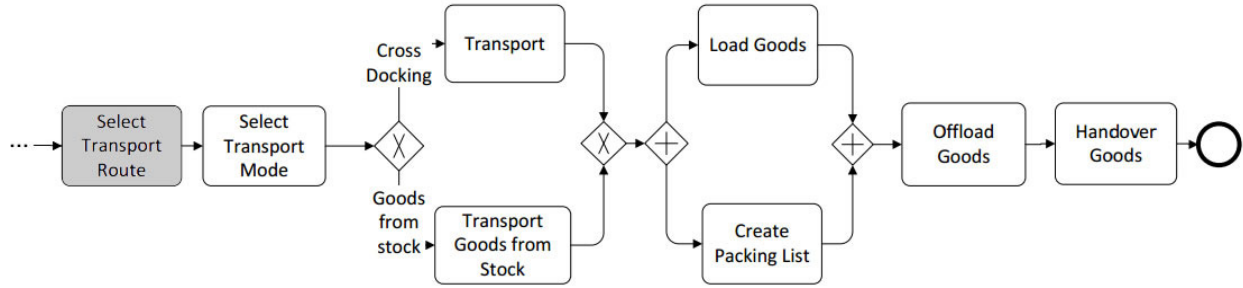 ...
Select
Transport
Route
Select
Transport
Mode
Cross
Docking
Goods
from
stock
Transport
Transport
Goods from
Stock
Load Goods
Create
Packing List
Offload
Goods
Handover
Goods